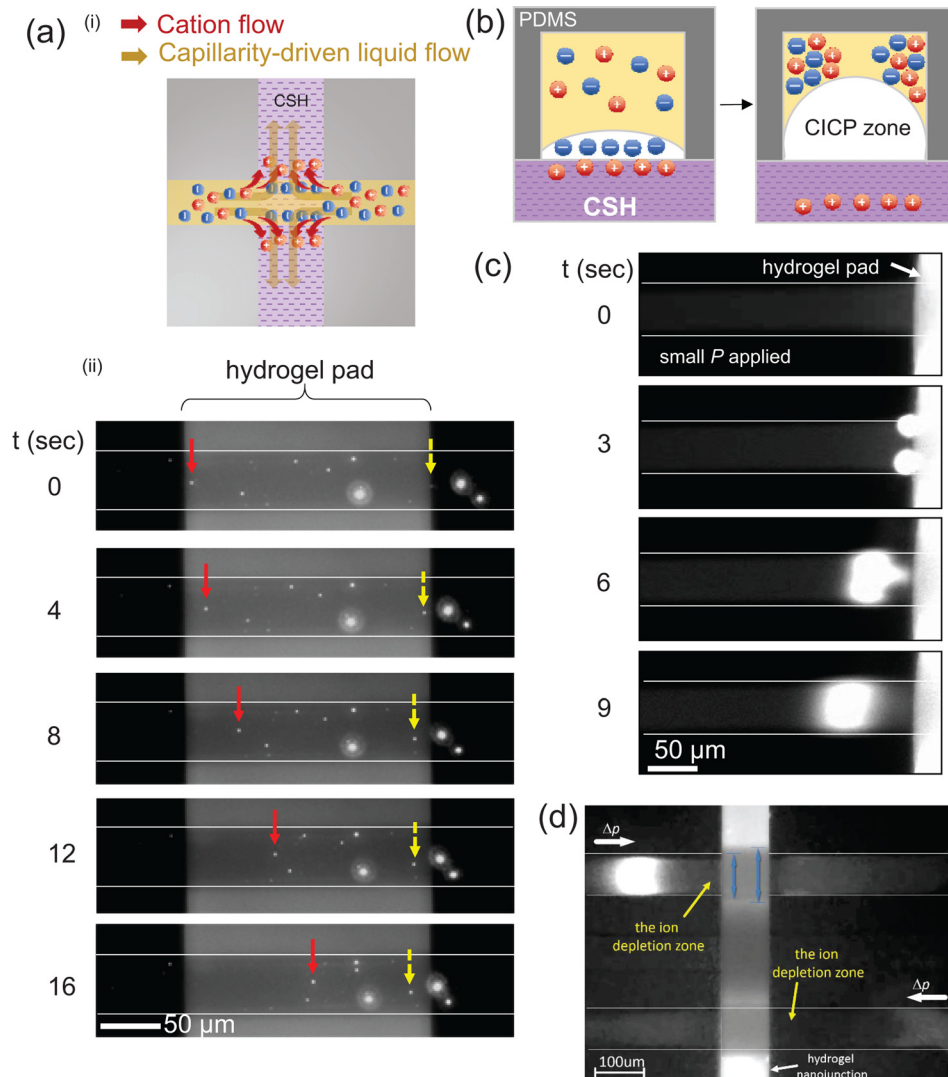 (a)
(i)
Cation flow
Capillarity-driven liquid flow
CSH
(ii)
hydrogel pad
t (sec)
0
4
8
12
16
50 μm
(b)
PDMS
CSH
CICP zone
(c)
t (sec)
hydrogel pad
0
small P applied
3
6
9
50 μm
(d)
Δp
the ion
depletion zone
the ion
depletion zone
Δp
100um
hydrogel
nanojunction